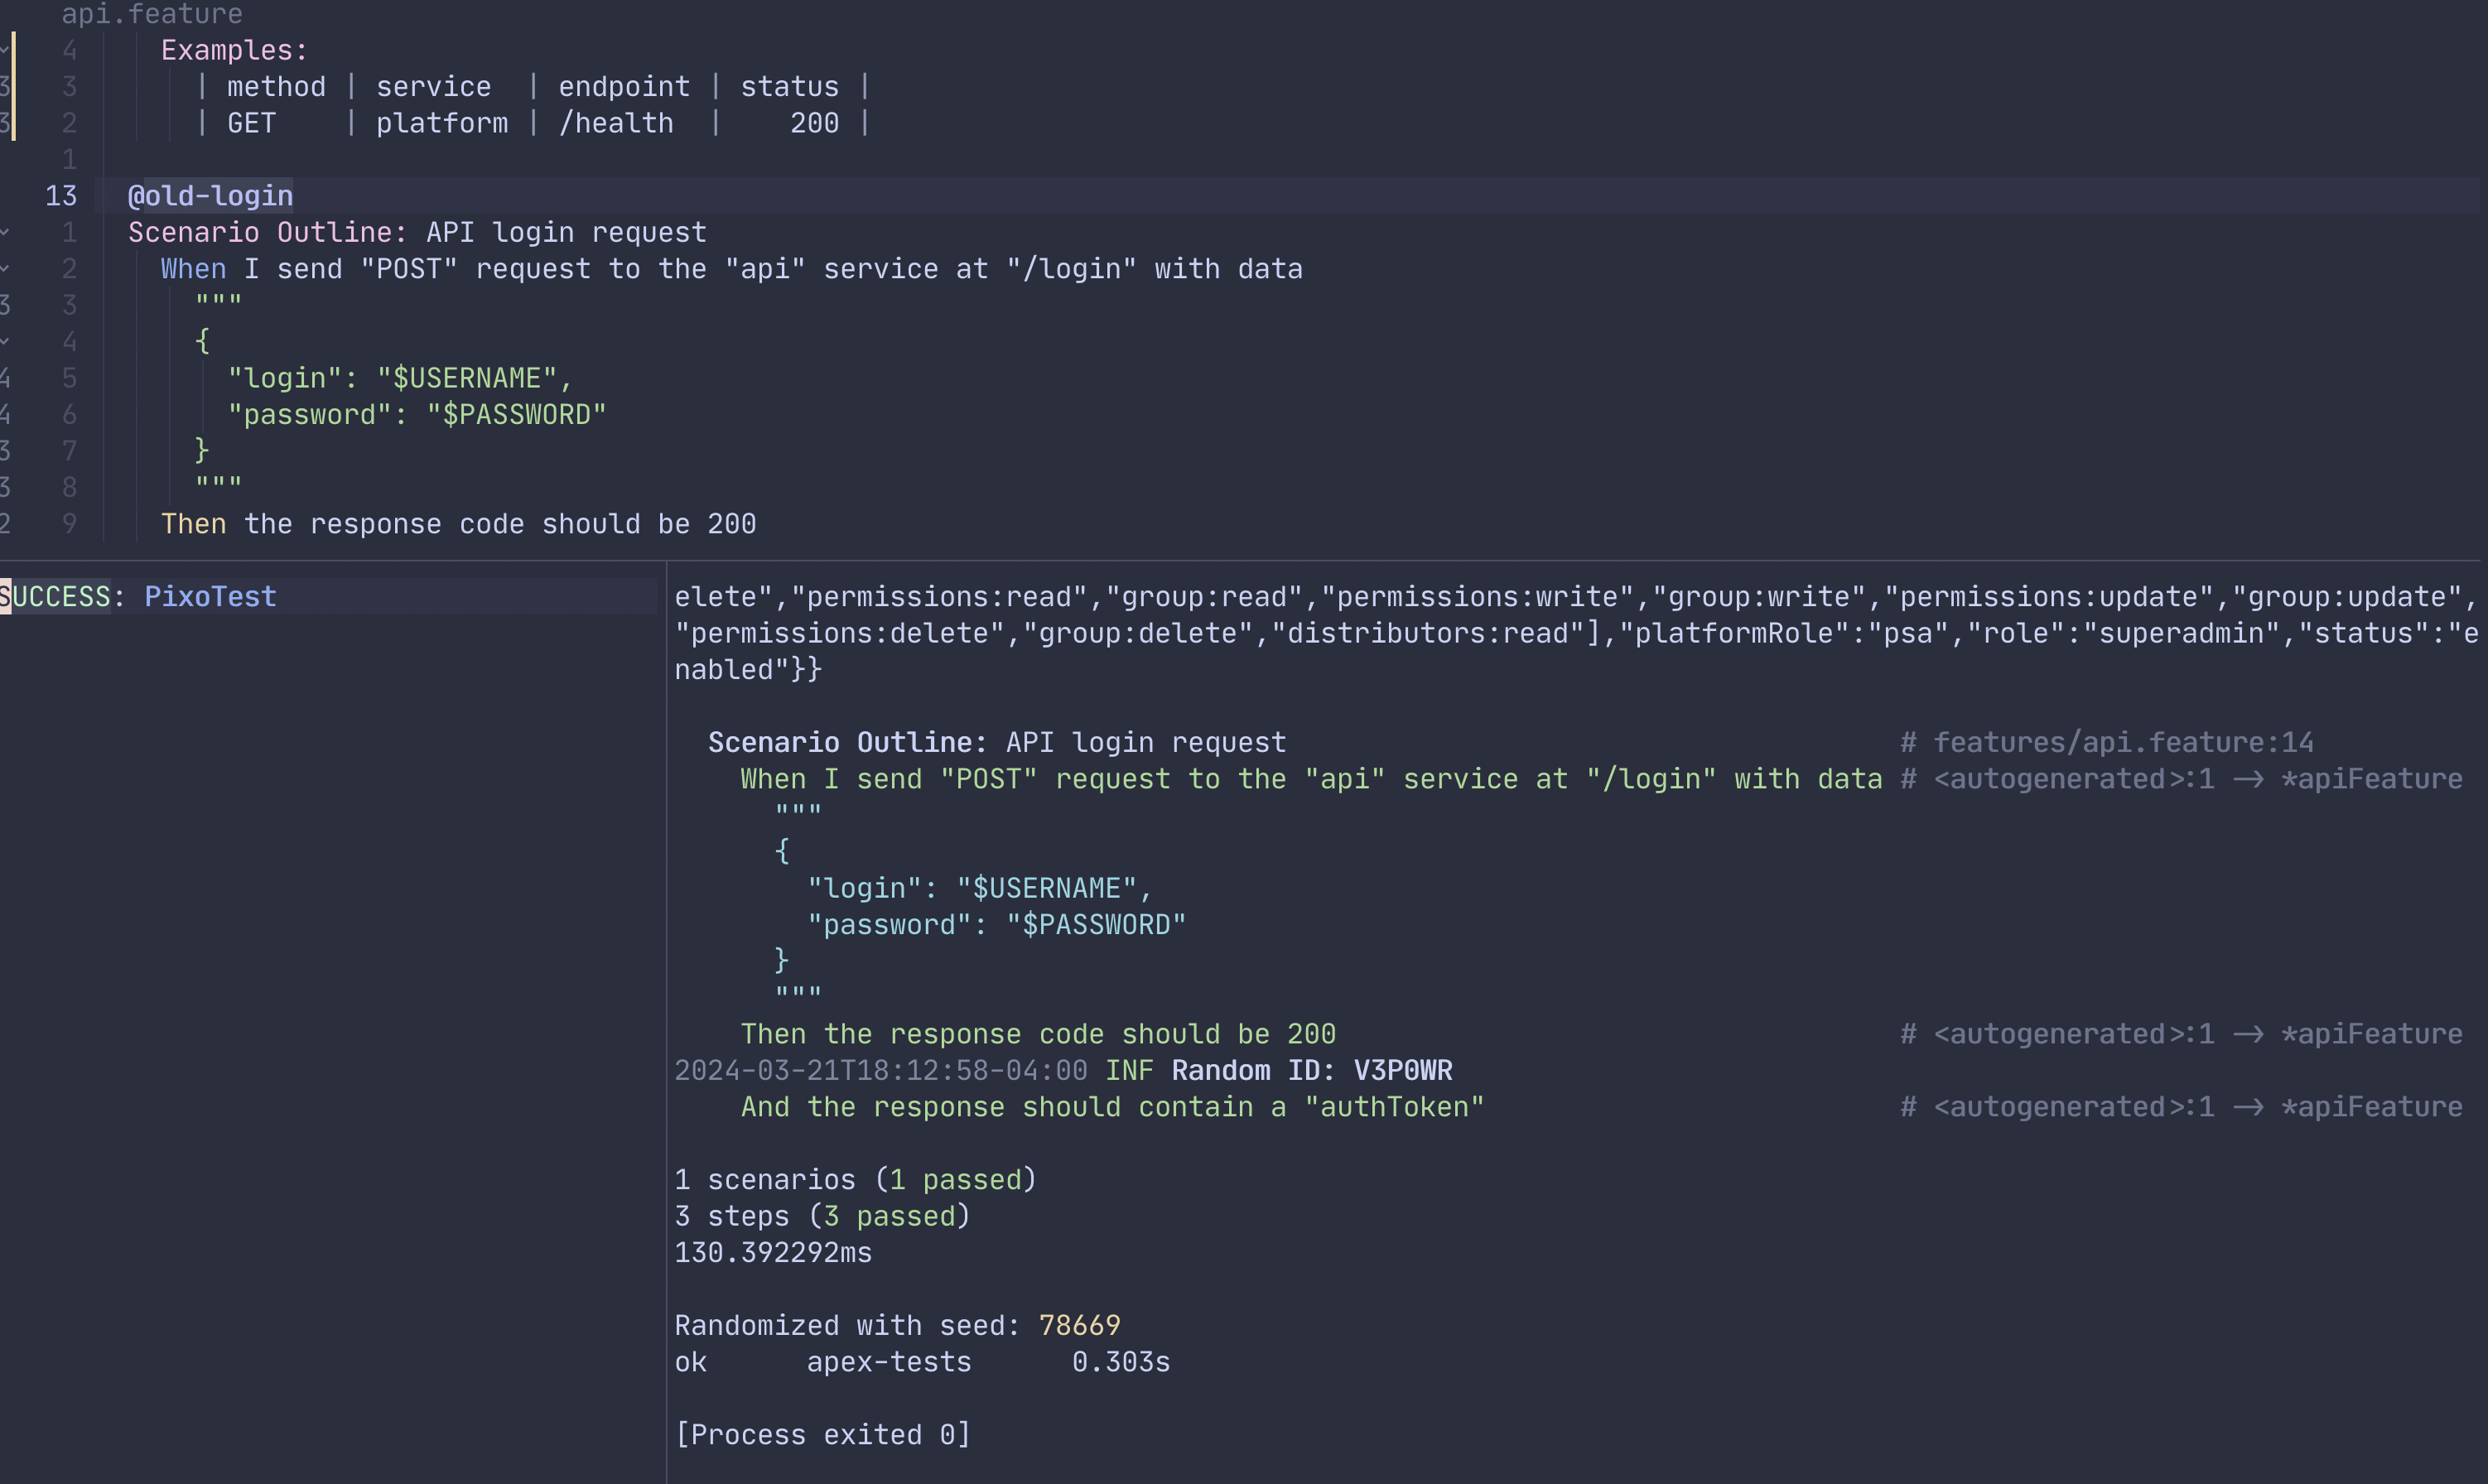 api.feature
4 Examples:
3 3 | method | service | endpoint | status |
3 2 | GET | platform | /health | 200 |
1
13 @old-login
1 Scenario Outline: API login request
2 When I send "POST" request to the "api" service at "/login" with data
3 3 """
4 {
4 5 "login": "$USERNAME",
4 6 "password": "$PASSWORD"
3 7 }
3 8 """
2 9 Then the response code should be 200
SUCCESS: PixoTest
elete","permissions:read","group:read","permissions:write","group:write","permissions:update","group:update",
"permissions:delete","group:delete","distributors:read"],"platformRole":"psa","role":"superadmin","status":"e
nabled"}}
Scenario Outline: API login request # features/api.feature:14
When I send "POST" request to the "api" service at "/login" with data # <autogenerated>:1 -> *apiFeature
"""
{
"login": "$USERNAME",
"password": "$PASSWORD"
}
"""
Then the response code should be 200 # <autogenerated>:1 -> *apiFeature
2024-03-21T18:12:58-04:00 INF Random ID: V3P0WR
And the response should contain a "authToken" # <autogenerated>:1 -> *apiFeature
1 scenarios (1 passed)
3 steps (3 passed)
130.392292ms
Randomized with seed: 78669
ok apex-tests 0.303s
[Process exited 0]